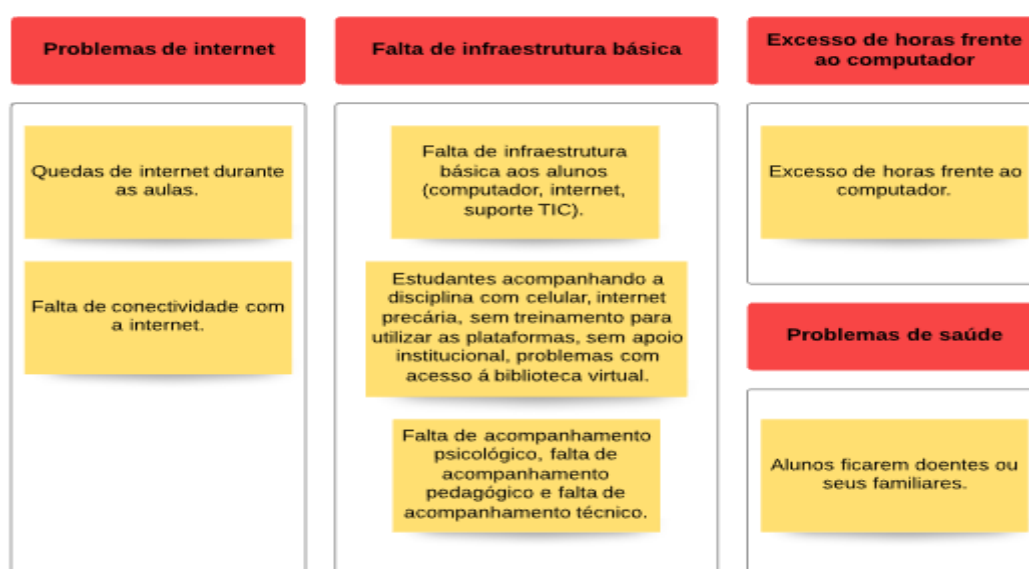 Problemas de internet
Quedas de internet durante
as aulas.
Falta de conectividade com
a internet.
Falta de infraestrutura básica
Falta de infraestrutura
básica aos alunos
(computador, internet,
suporte TIC).
Estudantes acompanhando a
disciplina com celular, internet
precária, sem treinamento para
utilizar as plataformas, sem apoio
institucional, problemas com
acesso á biblioteca virtual.
Falta de acompanhamento
psicológico, falta de
acompanhamento
pedagógico e falta de
acompanhamento técnico.
Excesso de horas frente
ao computador
Excesso de horas frente ao
computador.
Problemas de saúde
Alunos ficarem doentes ou
seus familiares.